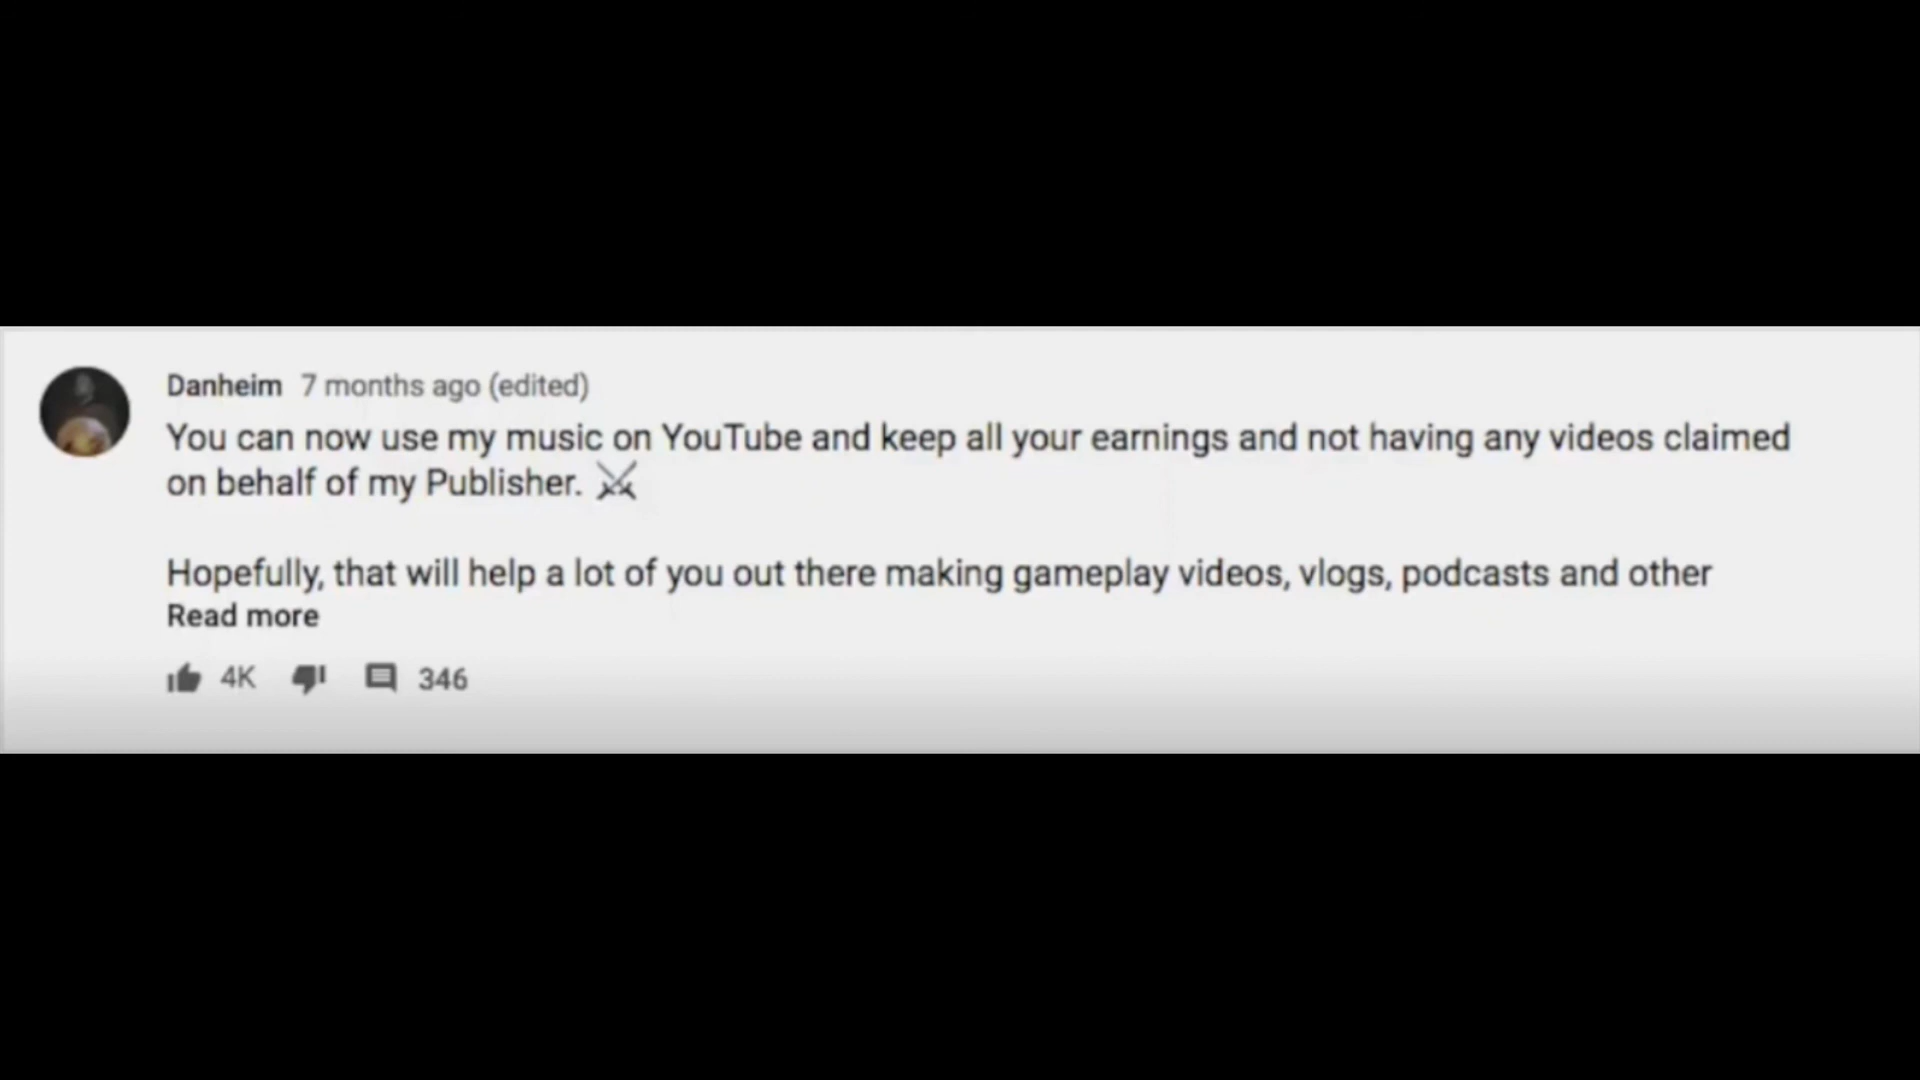 Danheim 7 months ago (edited)
You can now use my music on YouTube and keep all your earnings and not having any videos claimed
on behalf of my Publisher. ⚔
Hopefully, that will help a lot of you out there making gameplay videos, vlogs, podcasts and other
Read more
4K 346